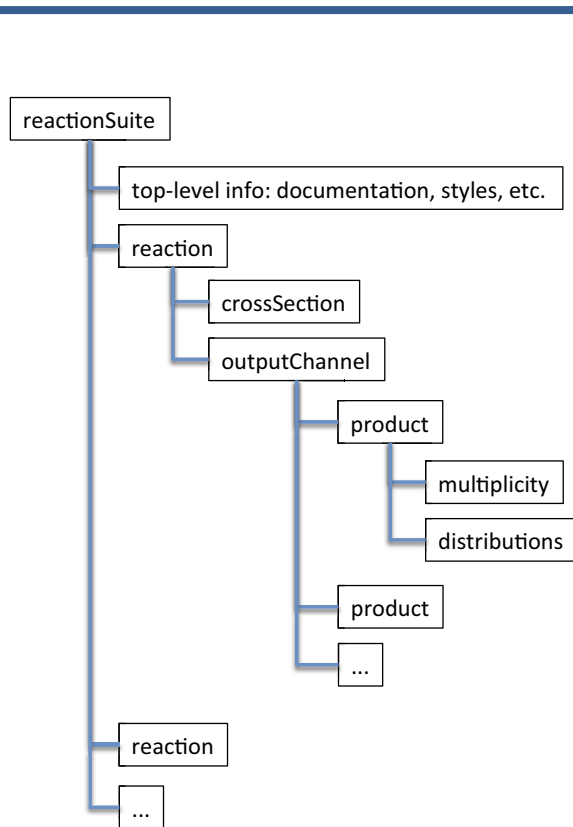 reactionSuite
top-level info: documentation, styles, etc.
reaction
crossSection
outputChannel
product
multiplicity
distributions
product
...
reaction
...